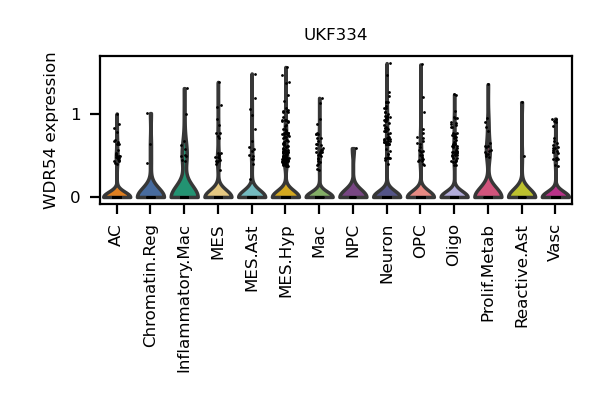 UKF334
WDR54 expression
1
0
AC
Chromatin.Reg
Inflammatory.Mac
MES
MES.Ast
MES.Hyp
Mac
NPC
Neuron
OPC
Oligo
Prolif.Metab
Reactive.Ast
Vasc